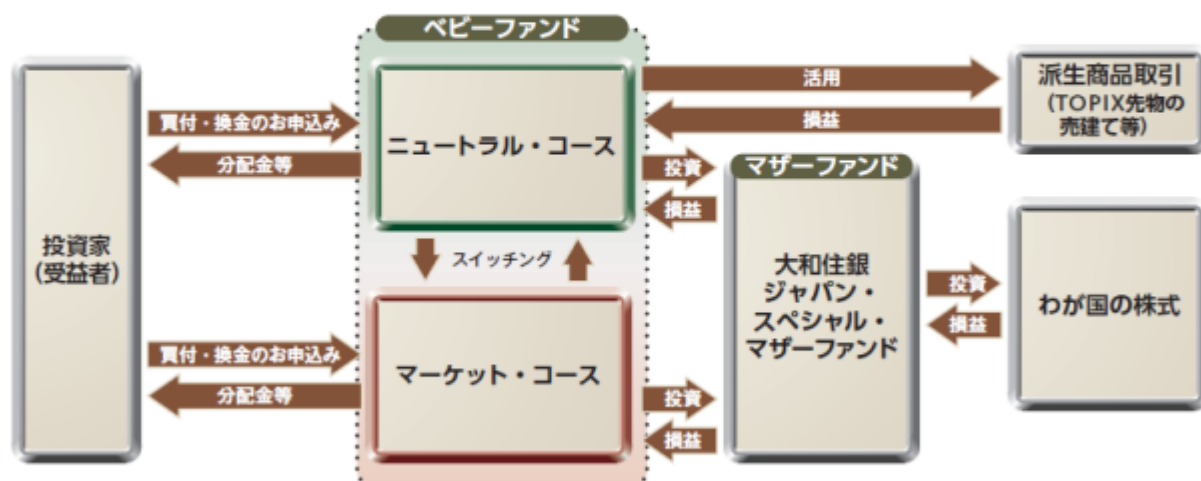 ベビーファンド
投資家
(受益者)
買付・換金のお申込み
分配金等
ニュートラル・コース
スイッチング
買付・換金のお申込み
分配金等
マーケット・コース
活用
損益
派生商品取引
(TOPIX先物の
売建て等)
投資
損益
マザーファンド
大和住銀
ジャパン・
スペシャル・
マザーファンド
投資
損益
投資
損益
わが国の株式